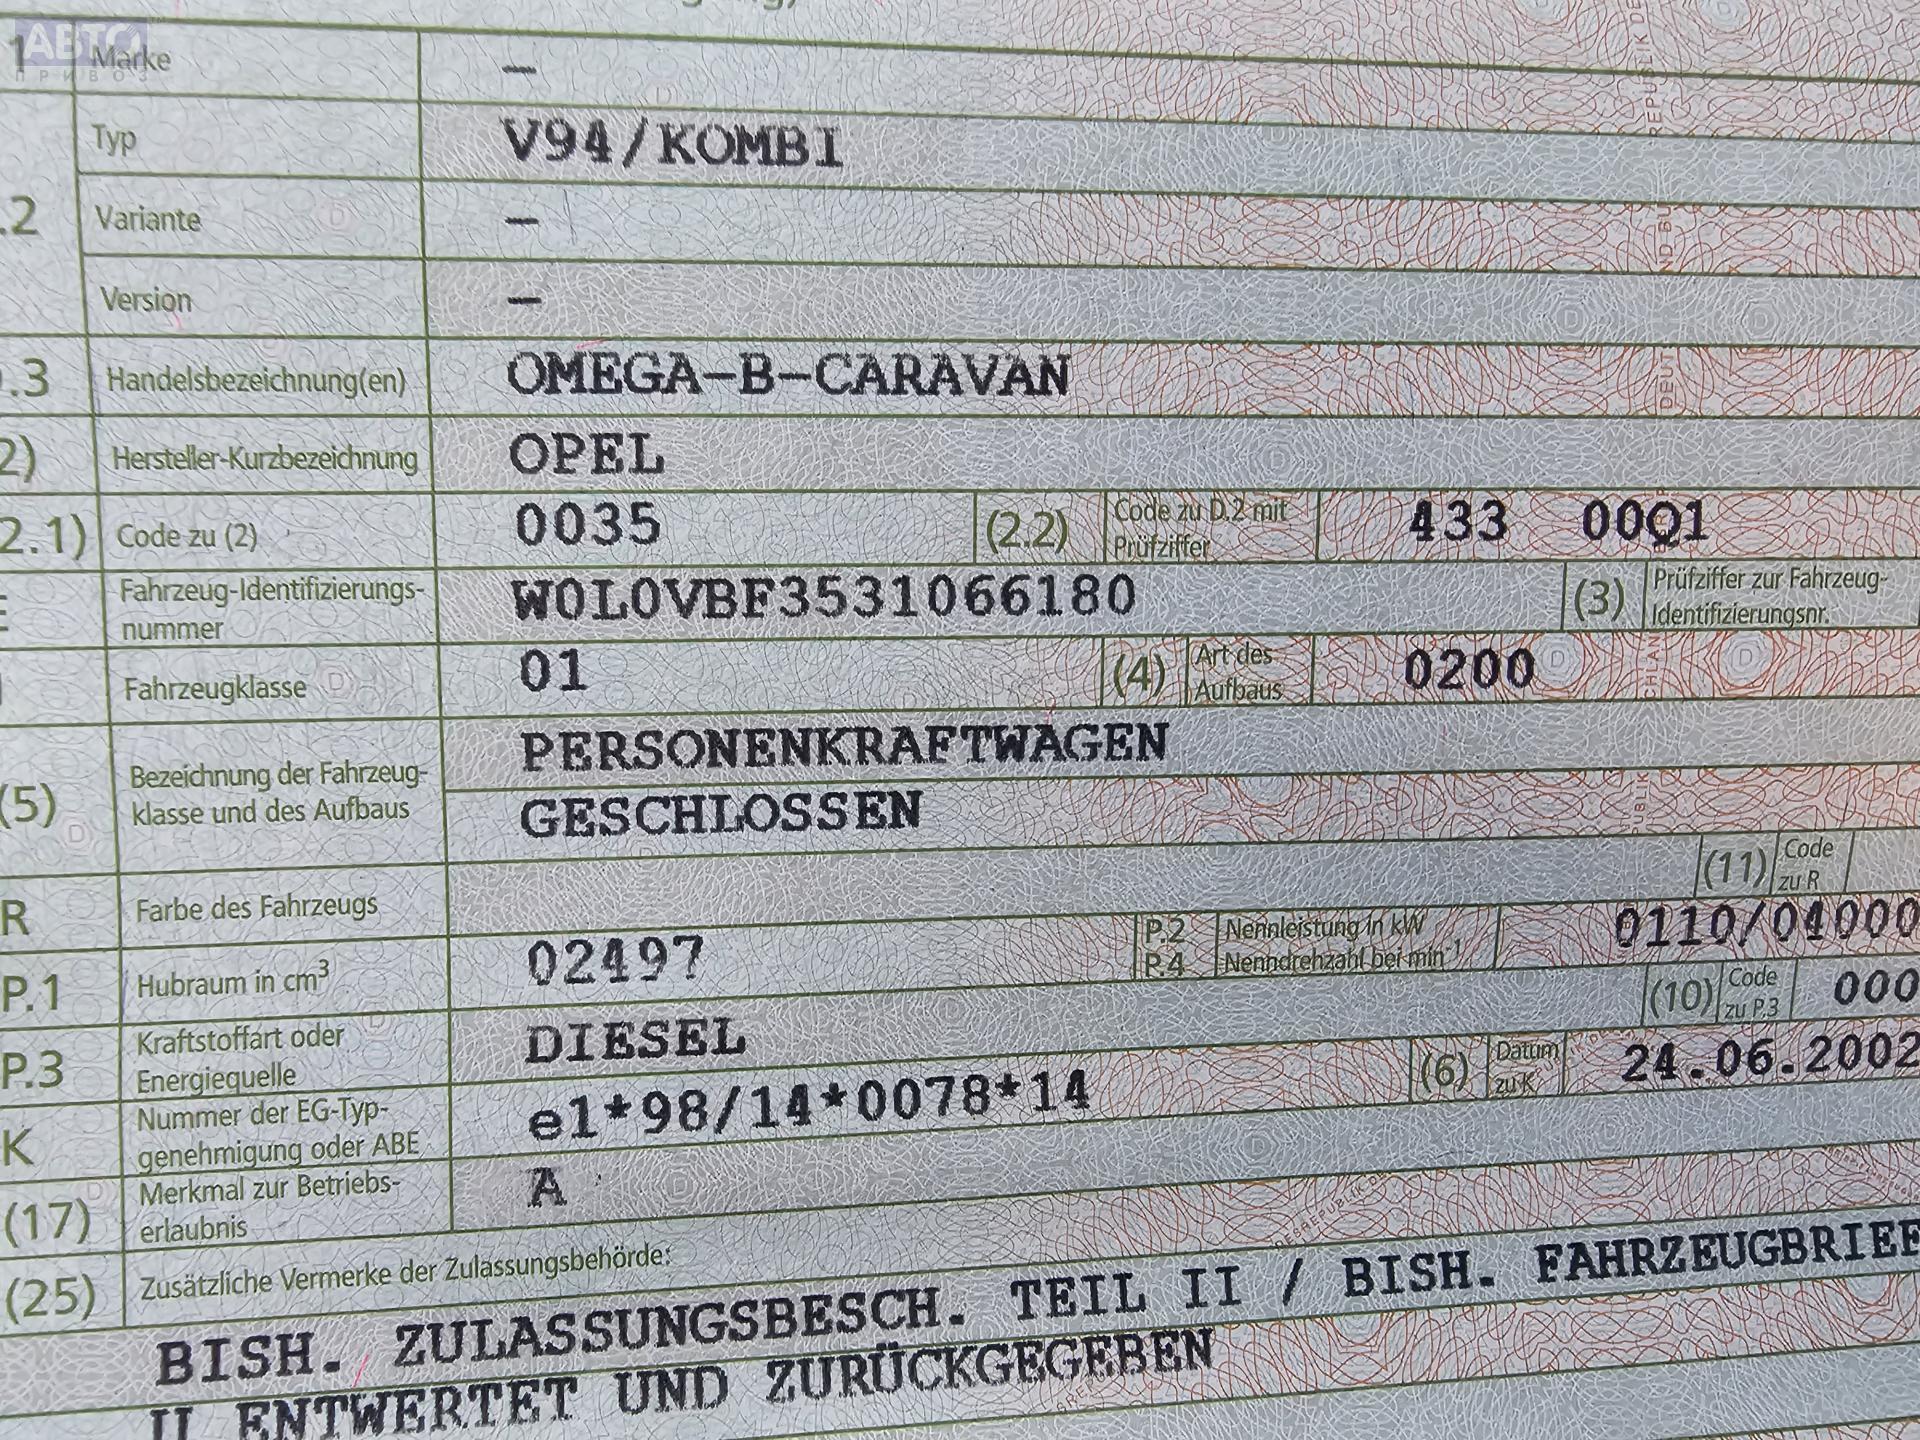 АВТО
ПРИВОЗ
1 Marke –
Typ V94/KOMBI
.2 Variante –
Version –
.3 Handelsbezeichnung(en) OMEGA-B-CARAVAN
2) Hersteller-Kurzbezeichnung OPEL
2.1) Code zu (2) 0035 (2.2) Code zu D.2 mit Prüfziffer 433 00Q1
E Fahrzeug-Identifizierungs-
nummer W0L0VBF3531066180 (3) Prüfziffer zur Fahrzeug-
Identifizierungsnr.
Fahrzeugklasse 01 (4) Art des Aufbaus 0200
(5) Bezeichnung der Fahrzeug-
klasse und des Aufbaus
PERSONENKRAFTWAGEN
GESCHLOSSEN
R Farbe des Fahrzeugs (11) Code zu R
P.1 Hubraum in cm³ 02497 P.2 Nennleistung in kW
P.4 Nenndrehzahl bei min⁻¹ 0110/04000
P.3 Kraftstoffart oder
Energiequelle DIESEL (10) Code zu P.3 000
K Nummer der EG-Typ-
genehmigung oder ABE e1*98/14*0078*14 (6) Datum zu K 24.06.2002
(17) Merkmal zur Betriebs-
erlaubnis A
(25) Zusätzliche Vermerke der Zulassungsbehörde:
BISH. ZULASSUNGSBESCH. TEIL II / BISH. FAHRZEUGBRIEF
II ENTWERTET UND ZURÜCKGEGEBEN